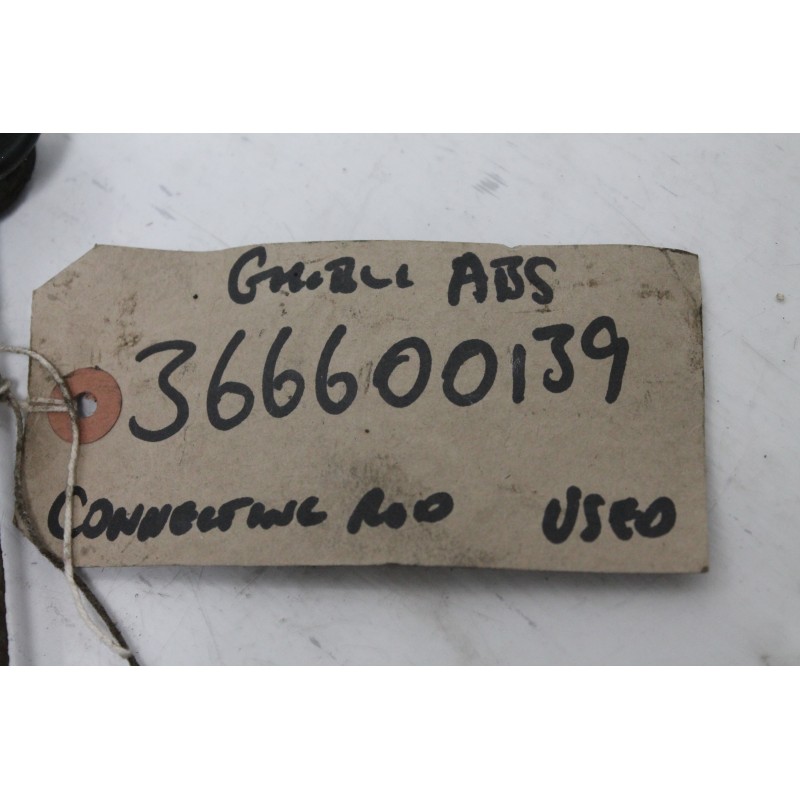 GHIBLI ABS
366600139
CONNECTING ROD USED